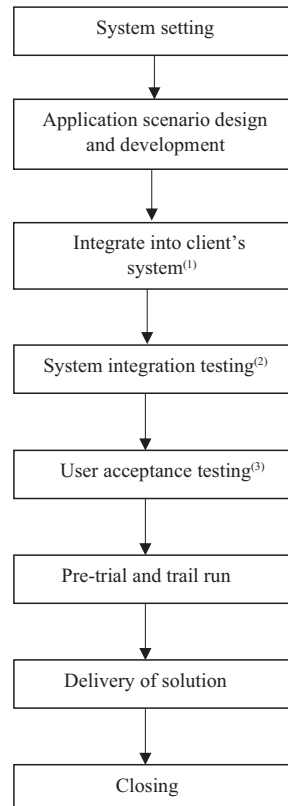 System setting
Application scenario design
and development
Integrate into client’s
system(1)
System integration testing(2)
User acceptance testing(3)
Pre-trial and trail run
Delivery of solution
Closing